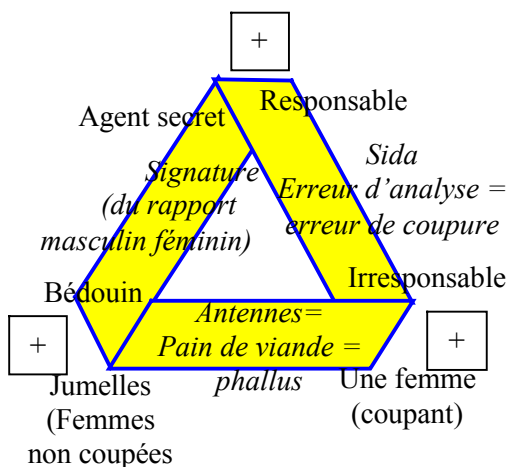 +
Agent secret
Responsable
Signature
(du rapport
masculin féminin)
Sida
Erreur d’analyse =
erreur de coupure
Bédouin
Irresponsable
Antennes=
Pain de viande =
phallus
+
+
Jumelles
(Femmes
non coupées
Une femme
(coupant)